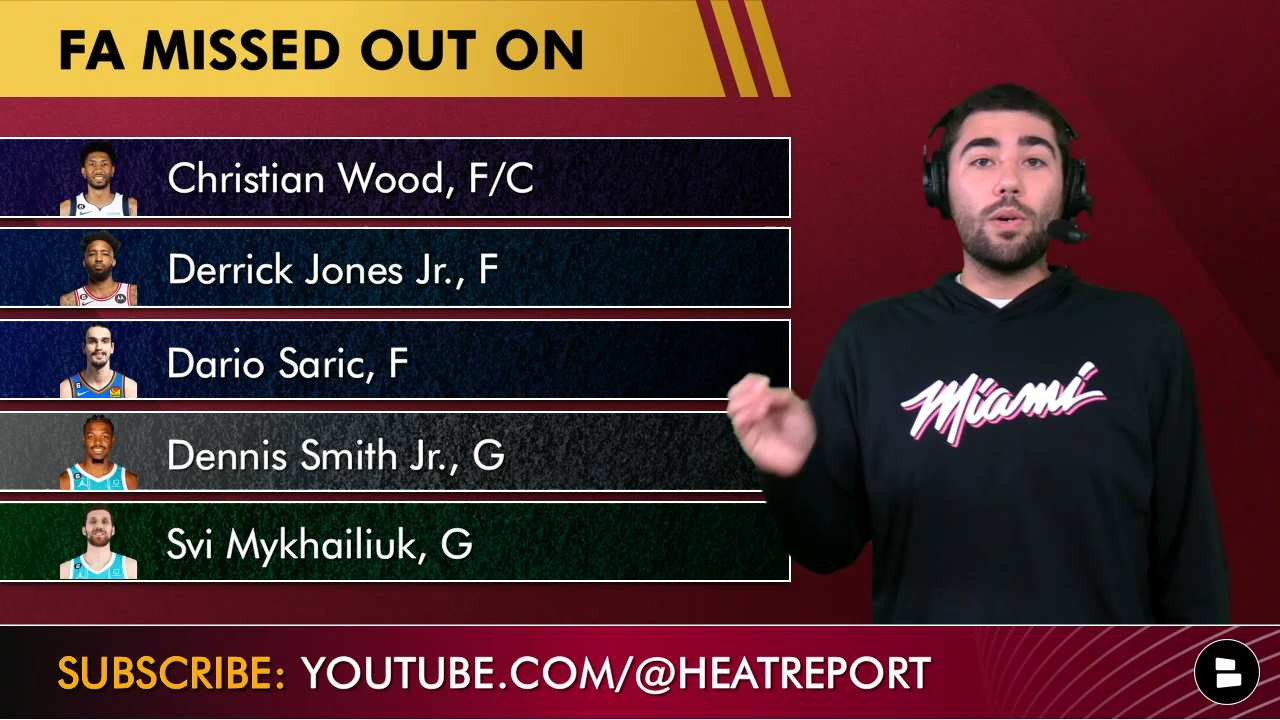 FA MISSED OUT ON
Christian Wood, F/C
Derrick Jones Jr., F
Dario Saric, F
Dennis Smith Jr., G
Svi Mykhailiuk, G
Miami
SUBSCRIBE: YOUTUBE.COM/@HEATREPORT